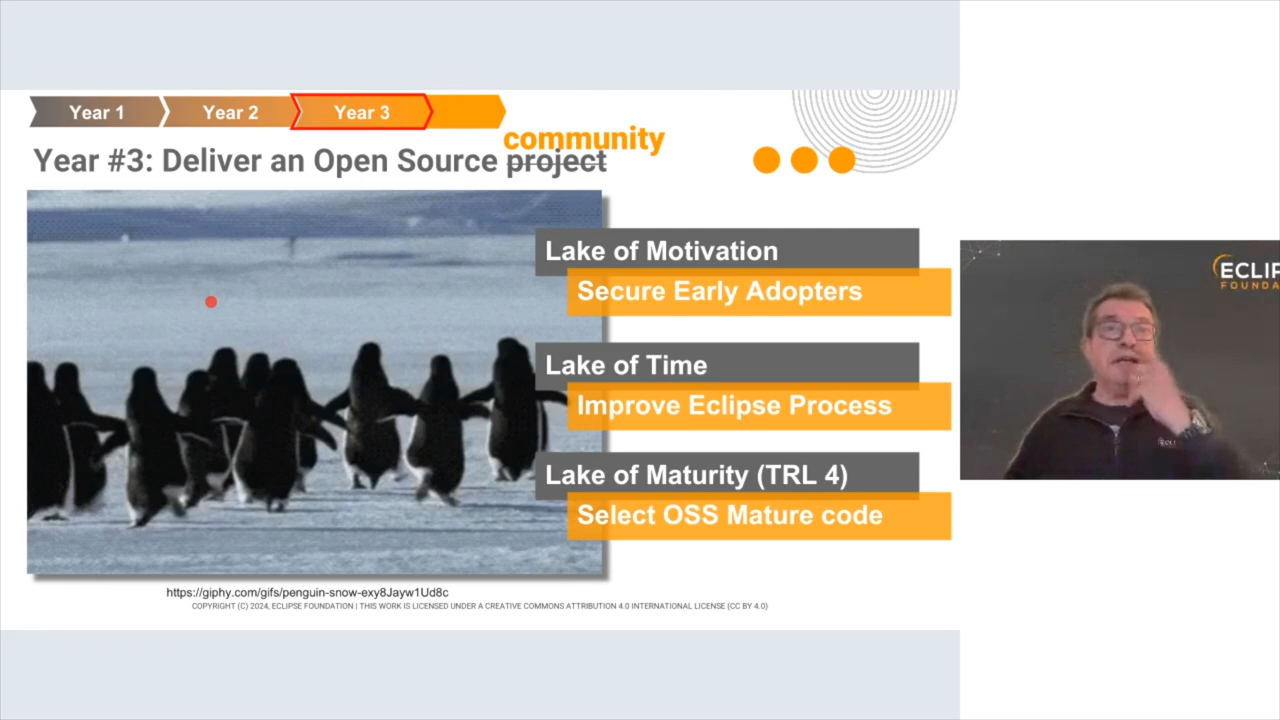 Year 1
Year 2
Year 3
community
Year #3: Deliver an Open Source project
Lake of Motivation
Secure Early Adopters
Lake of Time
Improve Eclipse Process
Lake of Maturity (TRL 4)
Select OSS Mature code
https://giphy.com/gifs/penguin-snow-exy8Jayw1Ud8c
COPYRIGHT (C) 2024, ECLIPSE FOUNDATION | THIS WORK IS LICENSED UNDER A CREATIVE COMMONS ATTRIBUTION 4.0 INTERNATIONAL LICENSE (CC BY 4.0)
ECLIP
FOUNDA